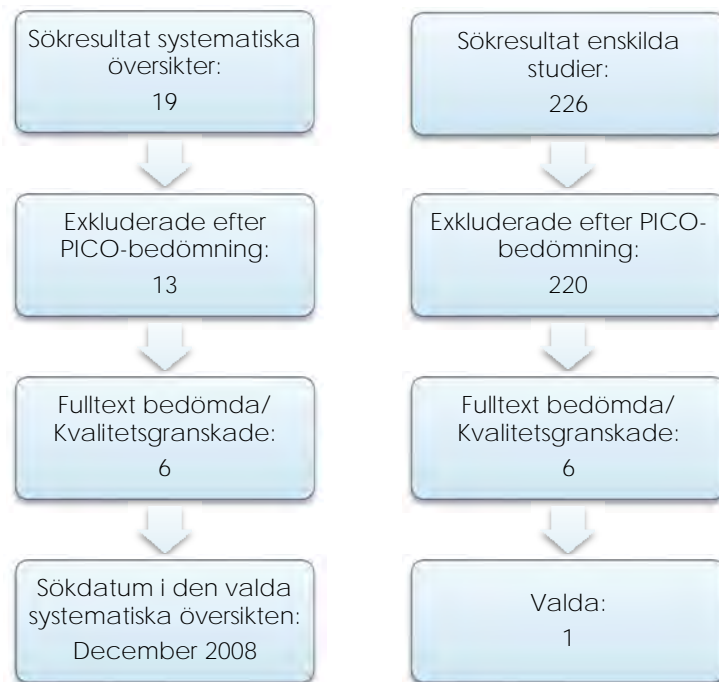 Sökresultat systematiska
översikter:
19
Exkluderade efter
PICO-bedömning:
13
Fulltext bedömda/
Kvalitetsgranskade:
6
Sökdatum i den valda
systematiska översikten:
December 2008
Sökresultat enskilda
studier:
226
Exkluderade efter PICO-
bedömning:
220
Fulltext bedömda/
Kvalitetsgranskade:
6
Valda:
1